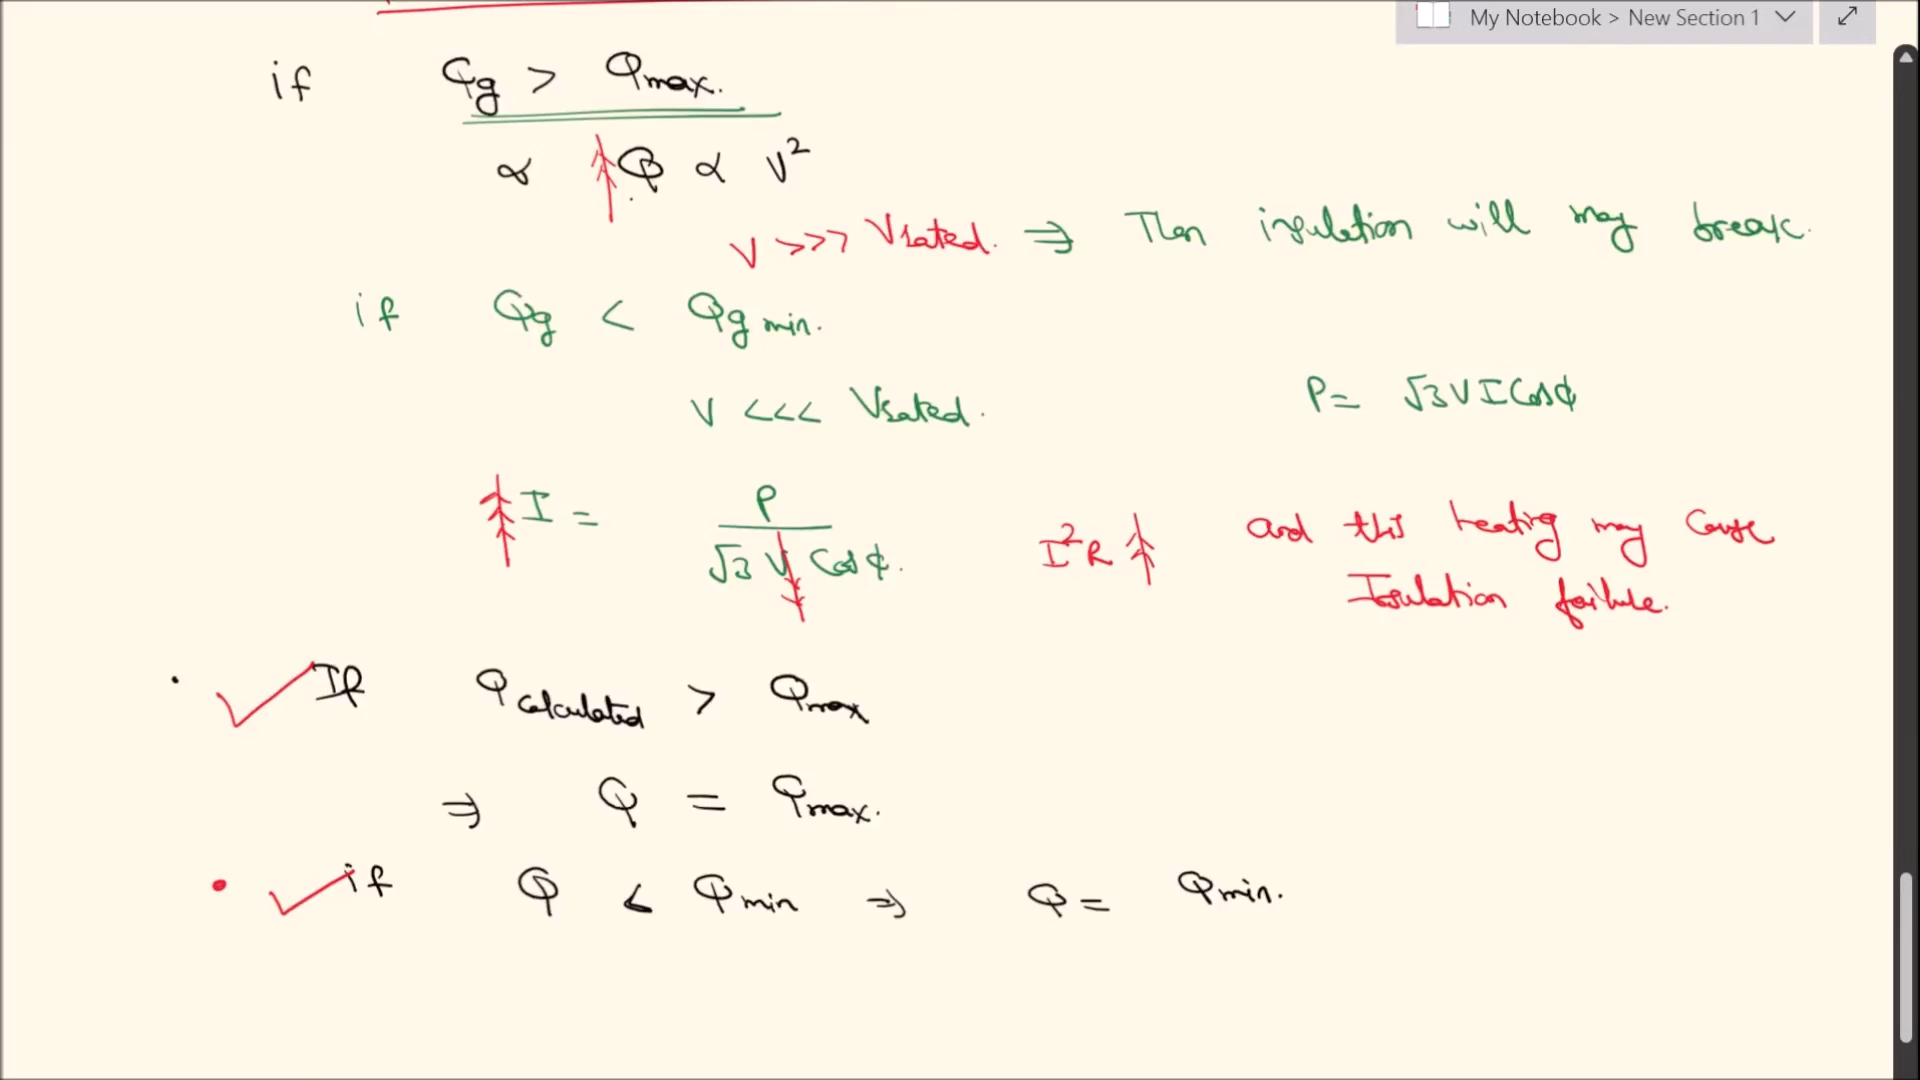 My Notebook > New Section 1
if Qg > Qmax.
∝ Q ∝ V²
V >>> Vrated. ⇒ Then insulation will may break.
if Qg < Qg min.
V <<< Vrated.
P = √3 V I Cosφ
I = P / √3 V Cosφ.
I²R and this heating may cause
Insulation failure.
If Qcalculated > Qmax
⇒ Q = Qmax.
if Q < Qmin ⇒ Q = Qmin.